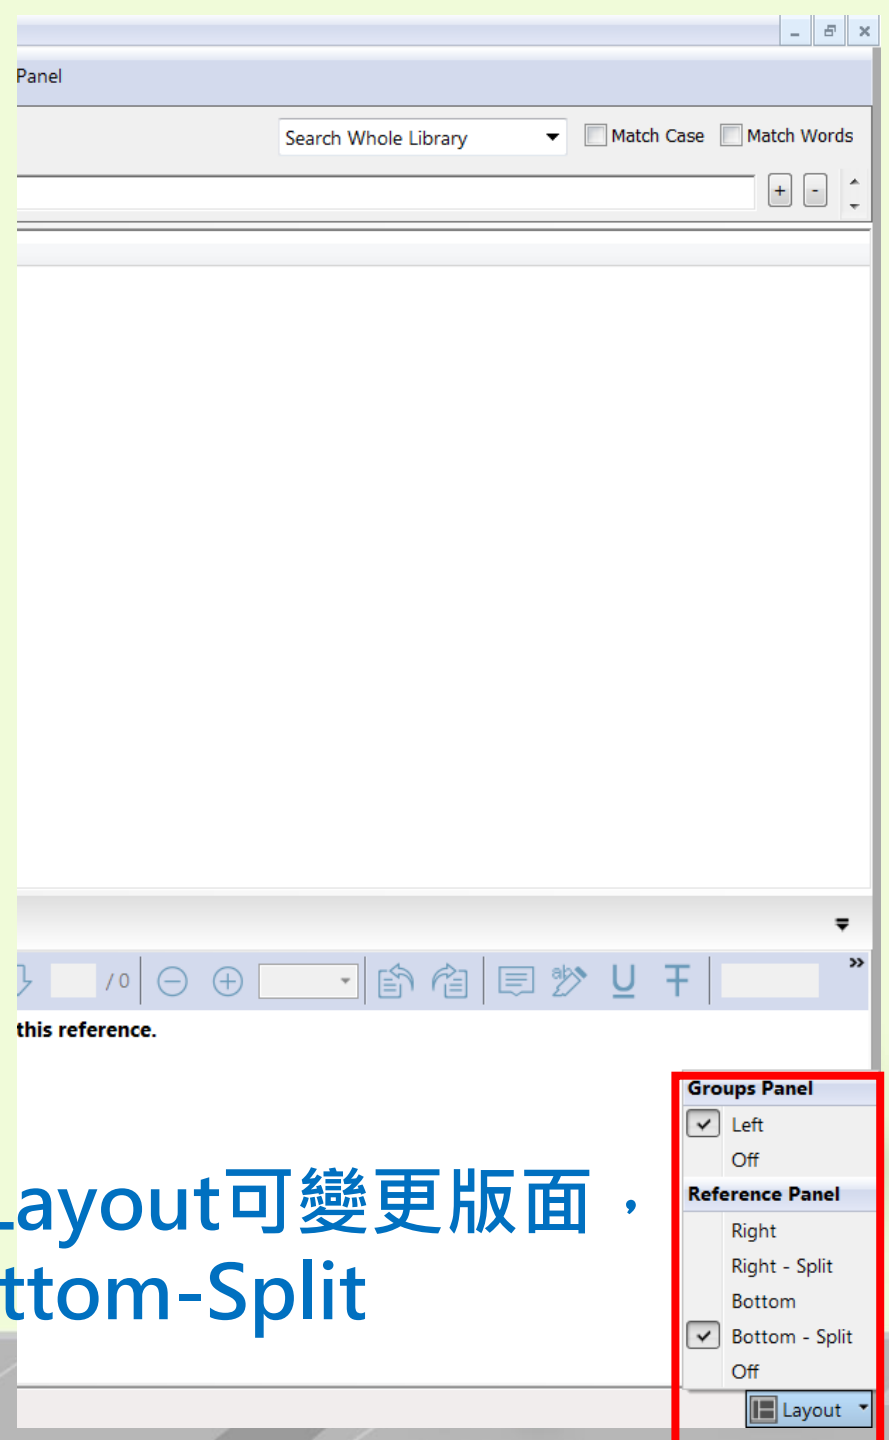 Panel
Search Whole Library Match Case Match Words
+ -
/ 0 ab U T »
this reference.
Groups Panel
Left
Off
Reference Panel
Right
Right - Split
Bottom
Bottom - Split
Off
Layout
Layout可變更版面，
ttom-Split